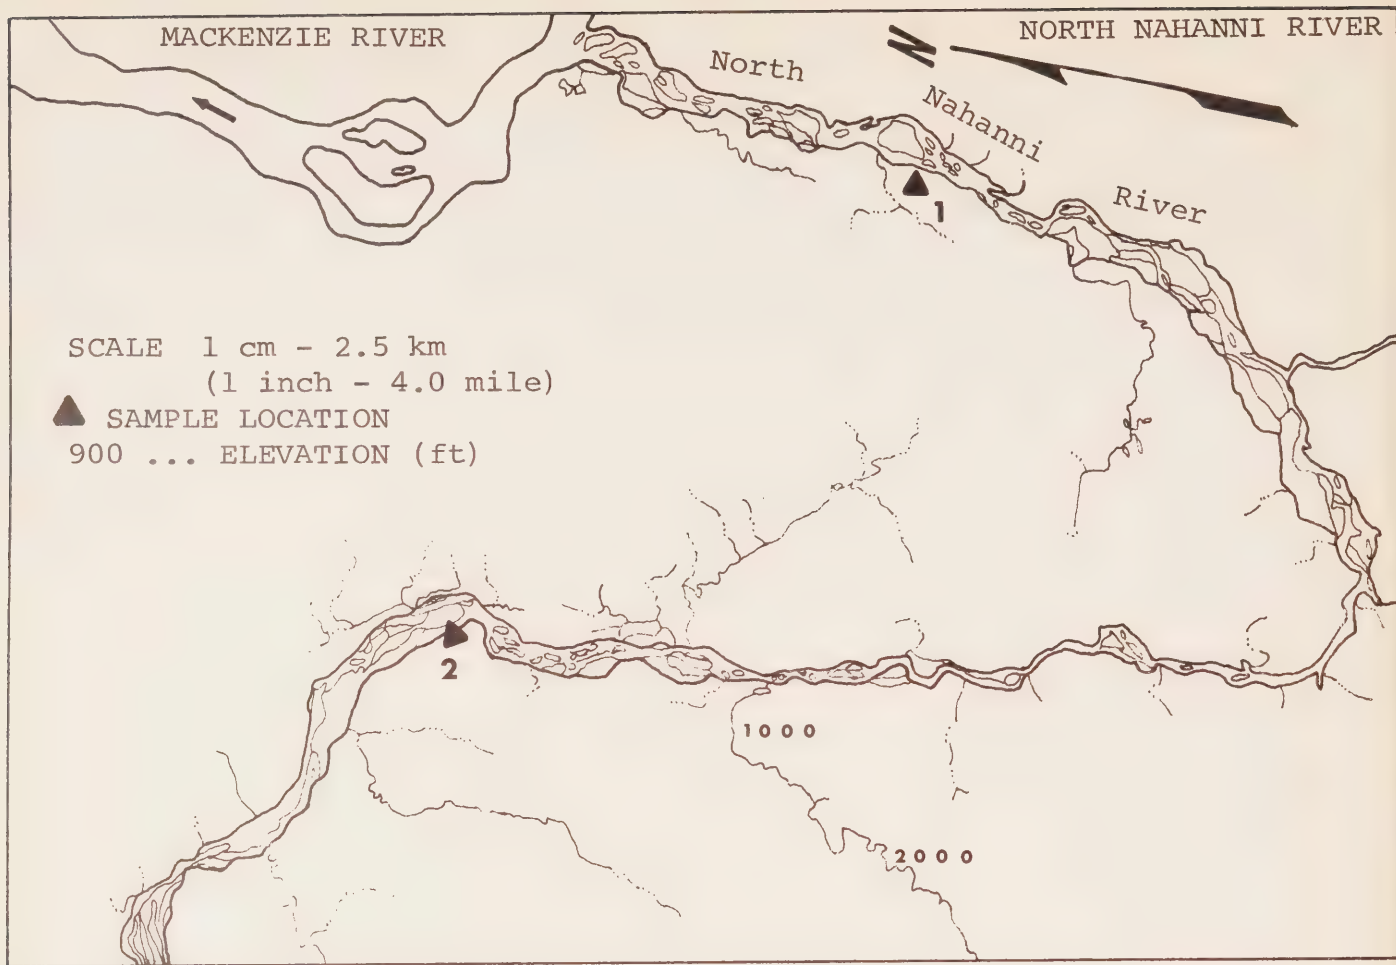 MACKENZIE RIVER
NORTH NAHANNI RIVER
N
North
Nahanni
River
1
SCALE 1 cm - 2.5 km
(1 inch - 4.0 mile)
SAMPLE LOCATION
900 ... ELEVATION (ft)
2
1000
2000